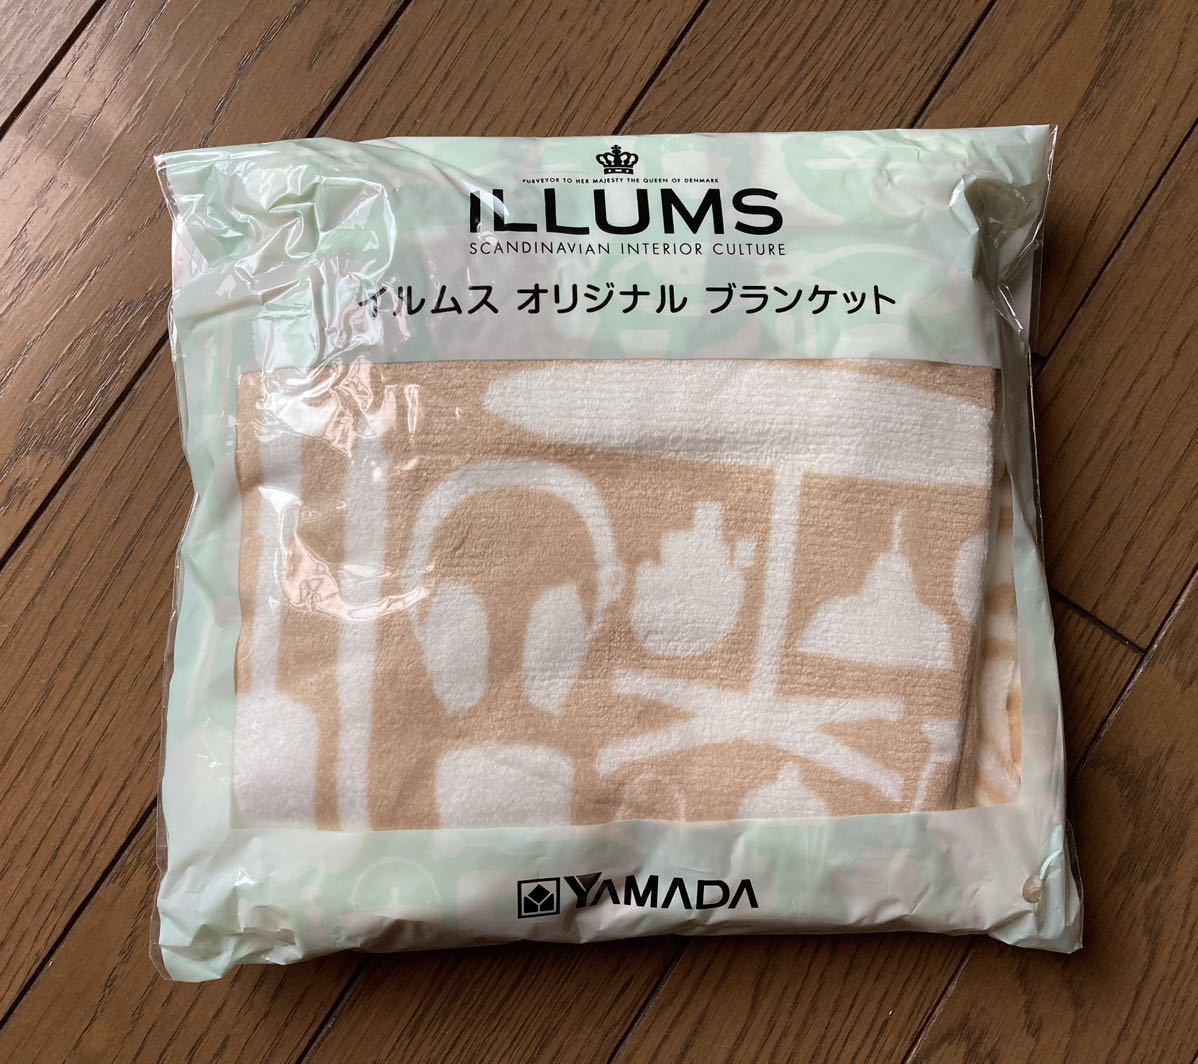 PURVEYOR TO HER MAJESTY THE QUEEN OF DENMARK
ILLUMS
SCANDINAVIAN INTERIOR CULTURE
イルムス オリジナル ブランケット
YAMADA